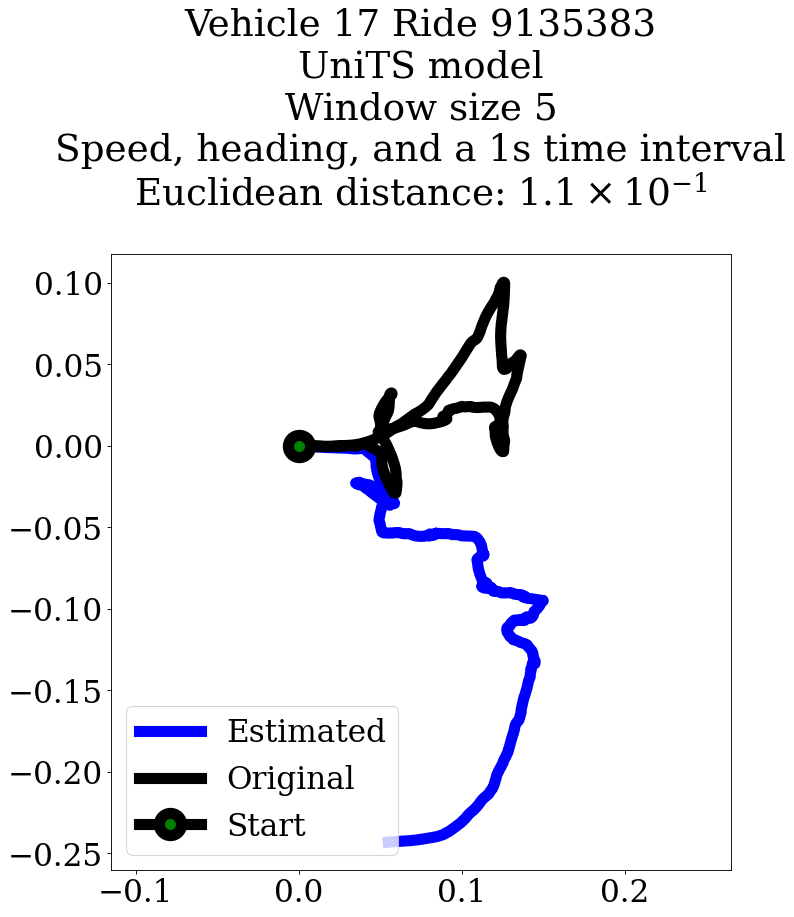 Vehicle 17 Ride 9135383
UniTS model
Window size 5
Speed, heading, and a 1s time interval
Euclidean distance: 1.1 × 10⁻¹
0.10
0.05
0.00
−0.05
−0.10
−0.15
−0.20
−0.25
Estimated
Original
Start
−0.1
0.0
0.1
0.2